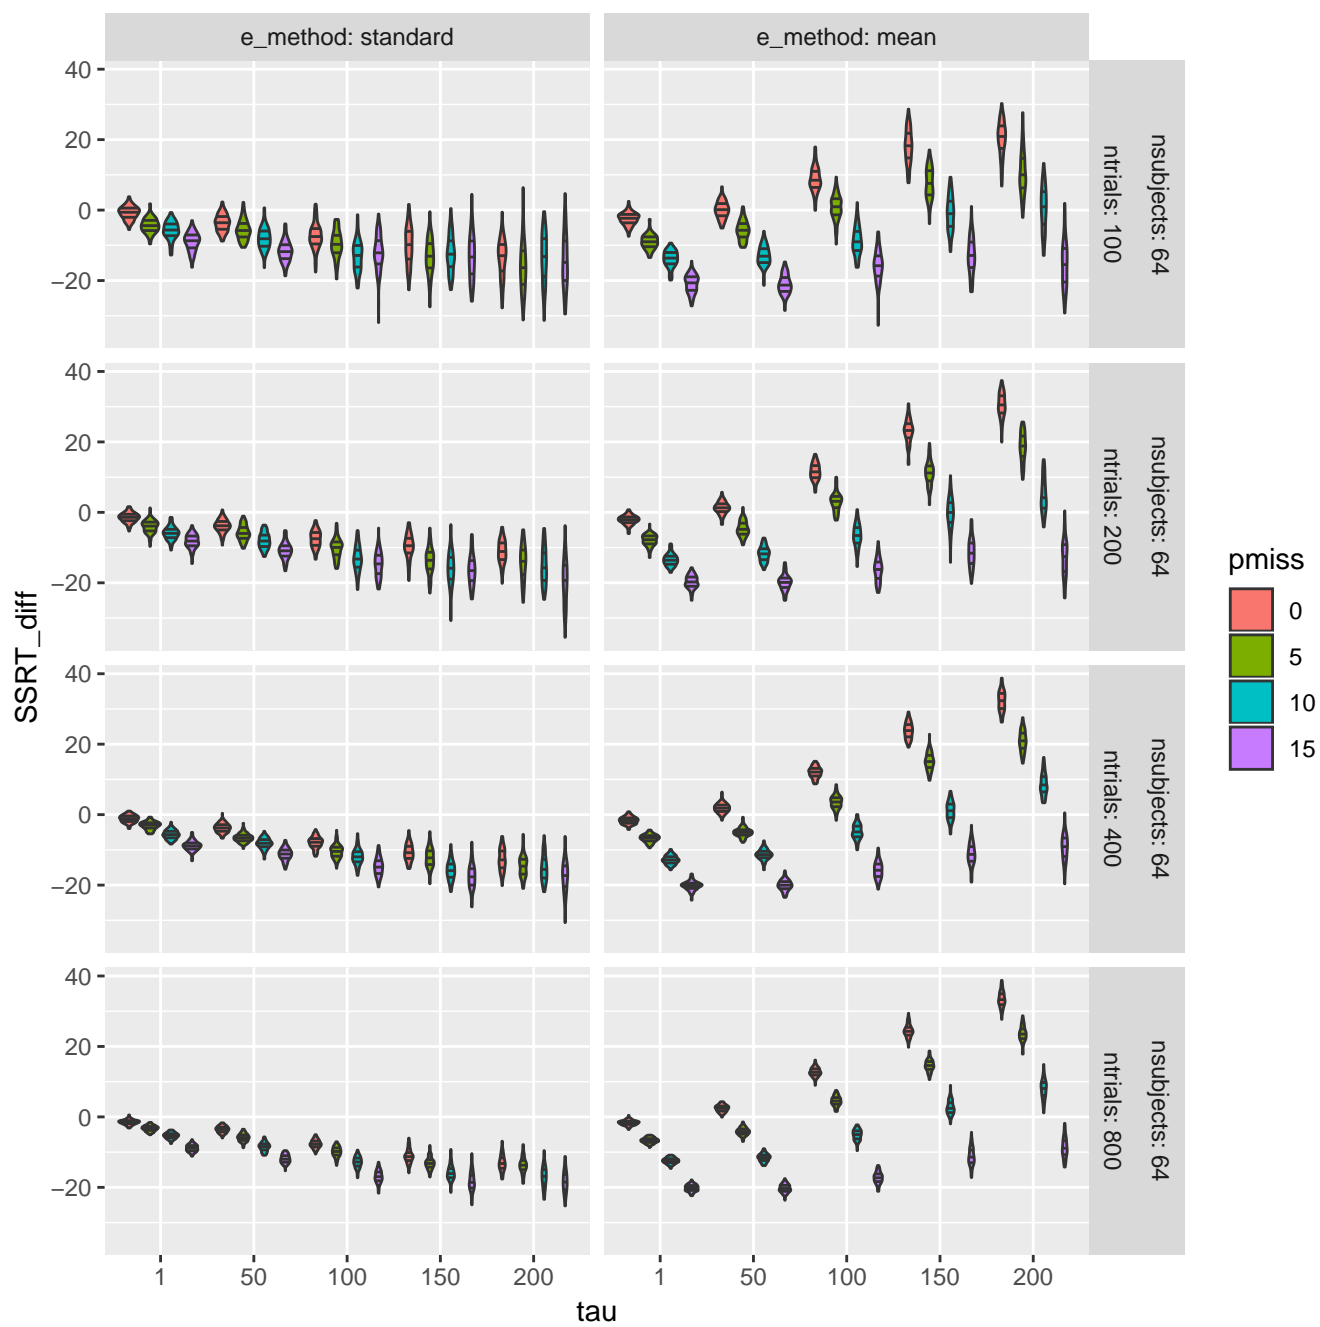 e_method: standard
e_method: mean
40
20
0
−20
nsubjects: 64
ntrials: 100
40
20
0
−20
nsubjects: 64
ntrials: 200
40
20
0
−20
nsubjects: 64
ntrials: 400
40
20
0
−20
nsubjects: 64
ntrials: 800
SSRT_diff
1
50
100
150
200
1
50
100
150
200
tau
pmiss
0
5
10
15